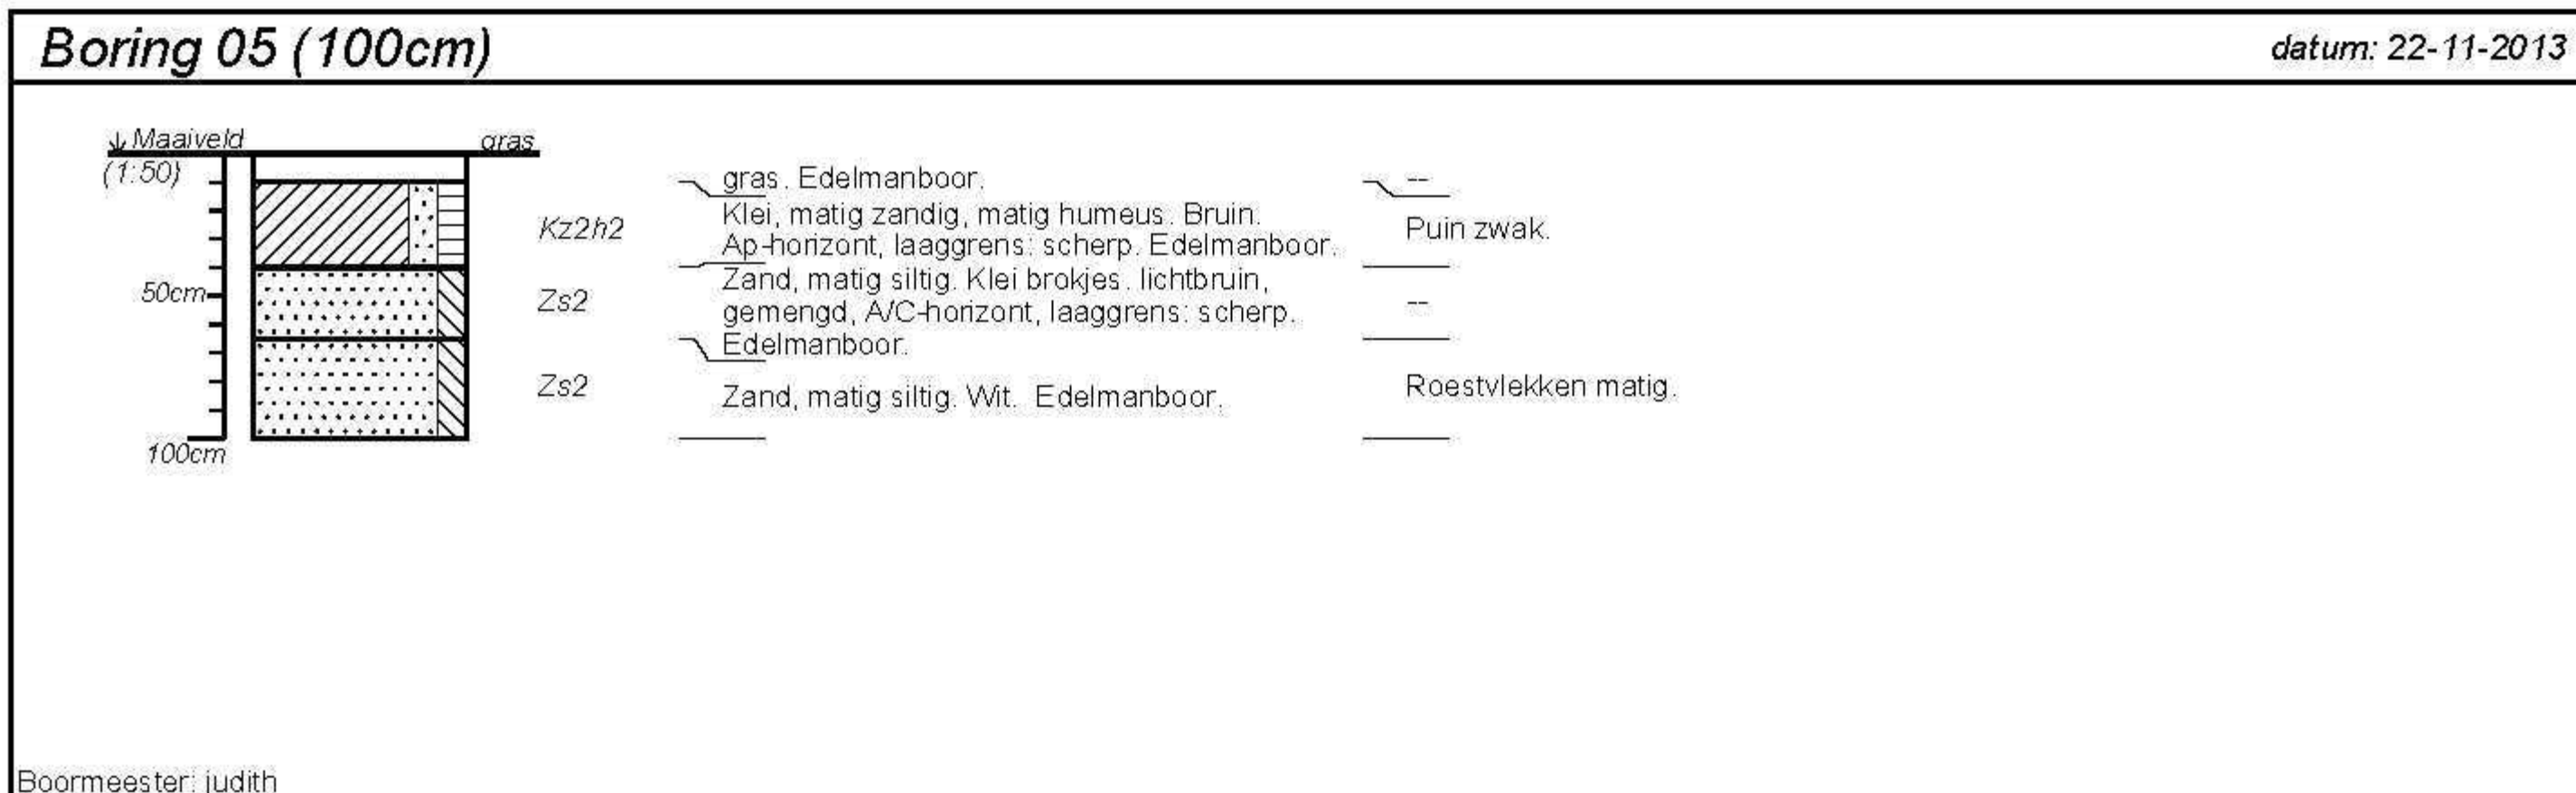 Boring 05 (100cm)
datum: 22-11-2013
Maaiveld
gras
(1:50)
50cm
100cm
gras. Edelmanboor.
--
Kz2h2
Klei, matig zandig, matig humeus. Bruin.
Ap-horizont, laaggrens: scherp. Edelmanboor.
Puin zwak.
Zs2
Zand, matig siltig. Klei brokjes. lichtbruin,
gemengd, A/C-horizont, laaggrens: scherp.
Edelmanboor.
--
Zs2
Zand, matig siltig. Wit. Edelmanboor.
Roestvlekken matig.
Boormeester: judith